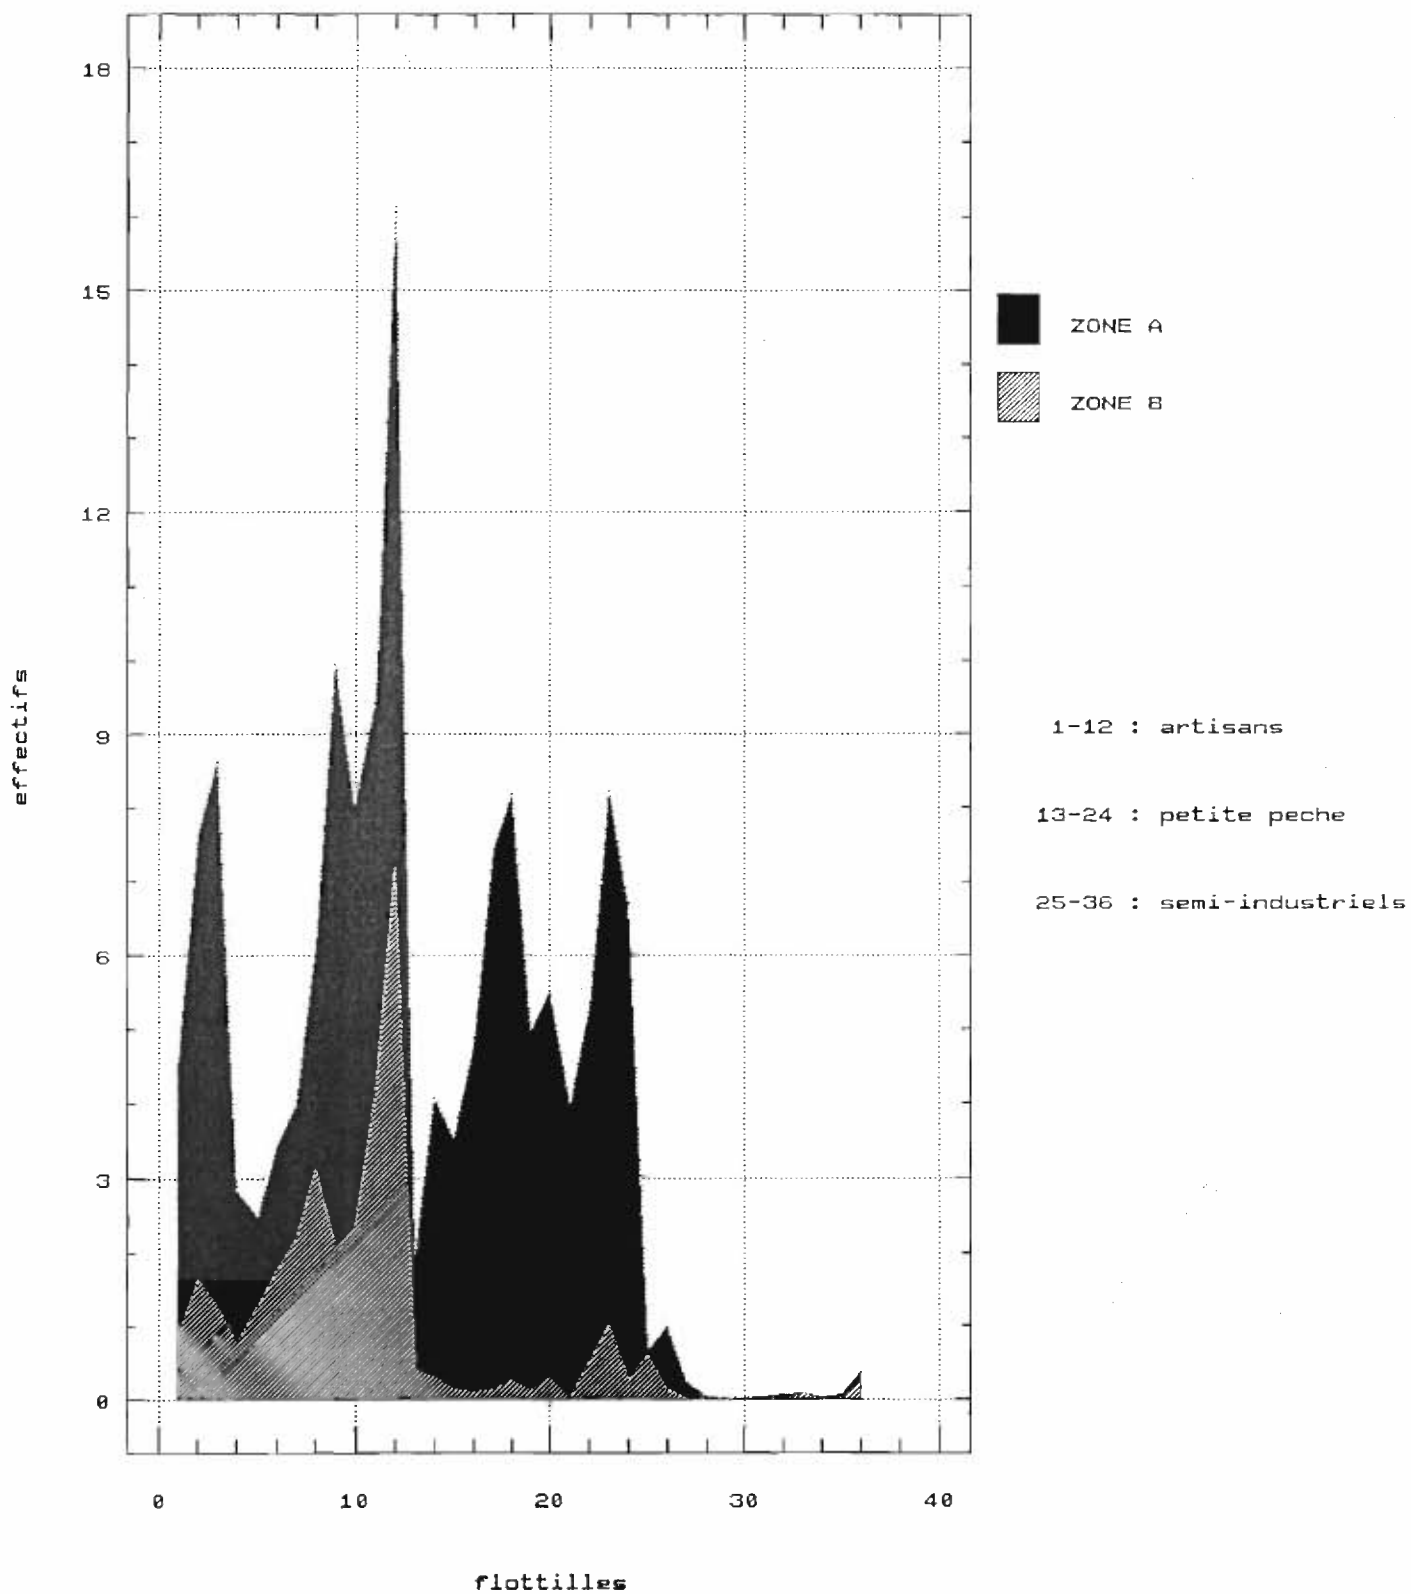 18
15
12
9
6
3
0
effectifs
0 10 20 30 40
flottilles
ZONE A
ZONE B
1-12 : artisans
13-24 : petite peche
25-36 : semi-industriels